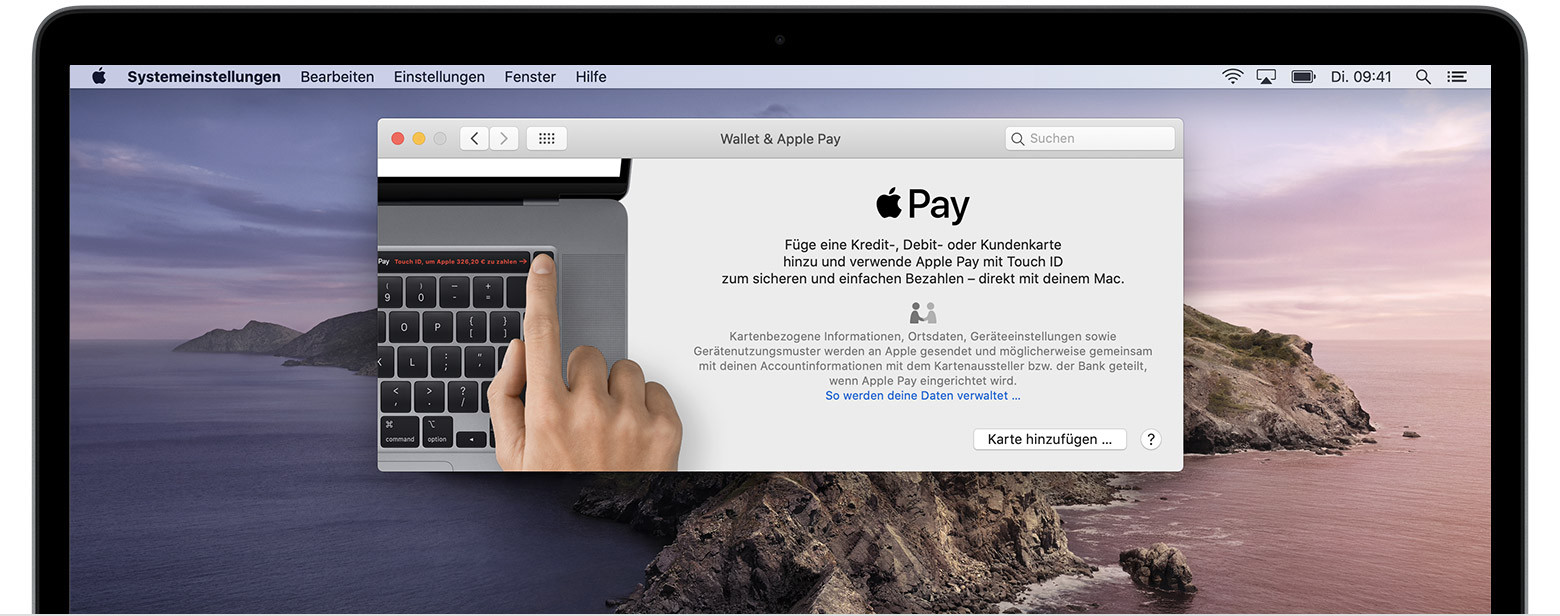 Systemeinstellungen Bearbeiten Einstellungen Fenster Hilfe Di. 09:41
Wallet & Apple Pay Suchen
Pay
Füge eine Kredit-, Debit- oder Kundenkarte
hinzu und verwende Apple Pay mit Touch ID
zum sicheren und einfachen Bezahlen – direkt mit deinem Mac.
Kartenbezogene Informationen, Ortsdaten, Geräteeinstellungen sowie
Gerätenutzungsmuster werden an Apple gesendet und möglicherweise gemeinsam
mit deinen Accountinformationen mit dem Kartenaussteller bzw. der Bank geteilt,
wenn Apple Pay eingerichtet wird.
So werden deine Daten verwaltet ...
Karte hinzufügen ... ?
Pay Touch ID, um Apple 326,20 € zu zahlen →
( ) — +
9 0 - =
O P { }
[ ]
K L : "
; '
< > ?
, . /
⌘ ⌥
command option ◂